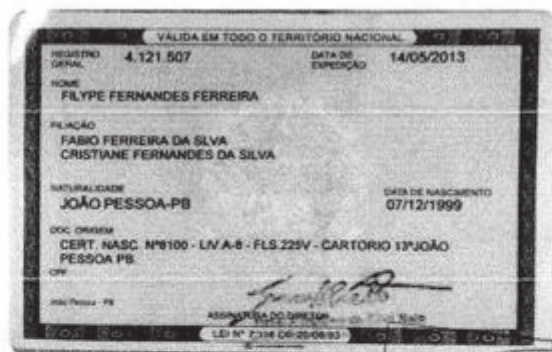 VÁLIDA EM TODO O TERRITÓRIO NACIONAL
REGISTRO GERAL 4.121.507 DATA DE EXPEDIÇÃO 14/05/2013
NOME
FILYPE FERNANDES FERREIRA
FILIAÇÃO
FABIO FERREIRA DA SLVA
CRISTIANE FERNANDES DA SILVA
NATURALIDADE DATA DE NASCIMENTO
JOÃO PESSOA-PB 07/12/1999
DOC. ORIGEM
CERT. NASC. Nº8100 - LIV.A-8 - FLS.225V - CARTORIO 13ºJOÃO
PESSOA PB
CPF
João Pessoa - PB
ASSINATURA DO DIRETOR
LEI Nº 7.116 DE 29/08/83